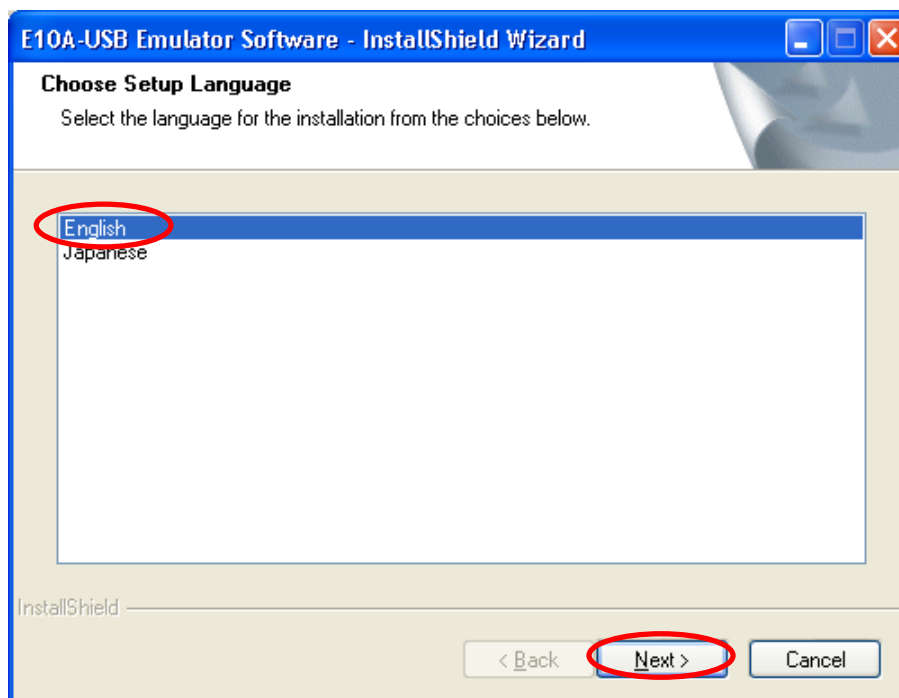 E10A-USB Emulator Software - InstallShield Wizard
Choose Setup Language
Select the language for the installation from the choices below.
English
Japanese
InstallShield
< Back
Next >
Cancel